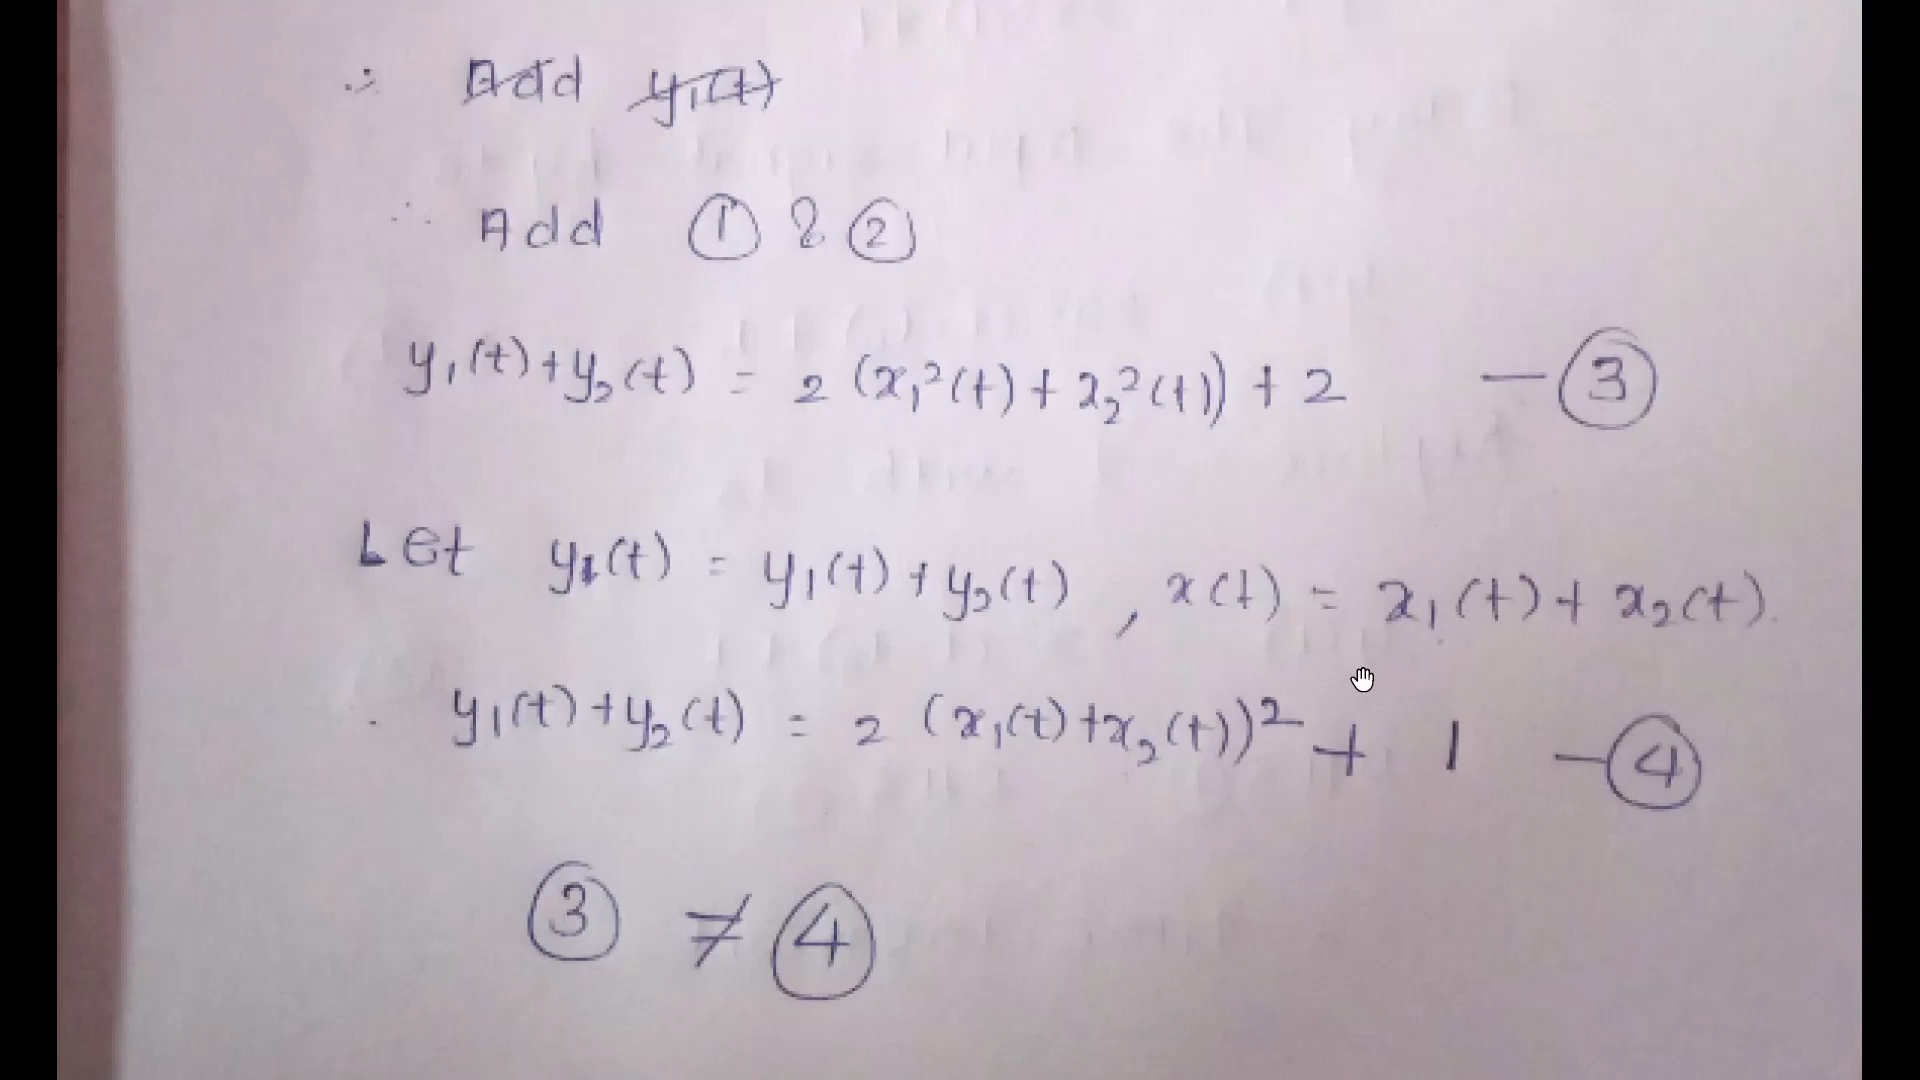 ∴ Add y₁(t)
∴ Add ① & ②
y₁(t)+y₂(t) = 2 (x₁²(t) + x₂²(t)) + 2 — ③
Let y(t) = y₁(t) + y₂(t) , x(t) = x₁(t) + x₂(t).
∴ y₁(t)+y₂(t) = 2 (x₁(t)+x₂(t))² + 1 — ④
③ ≠ ④